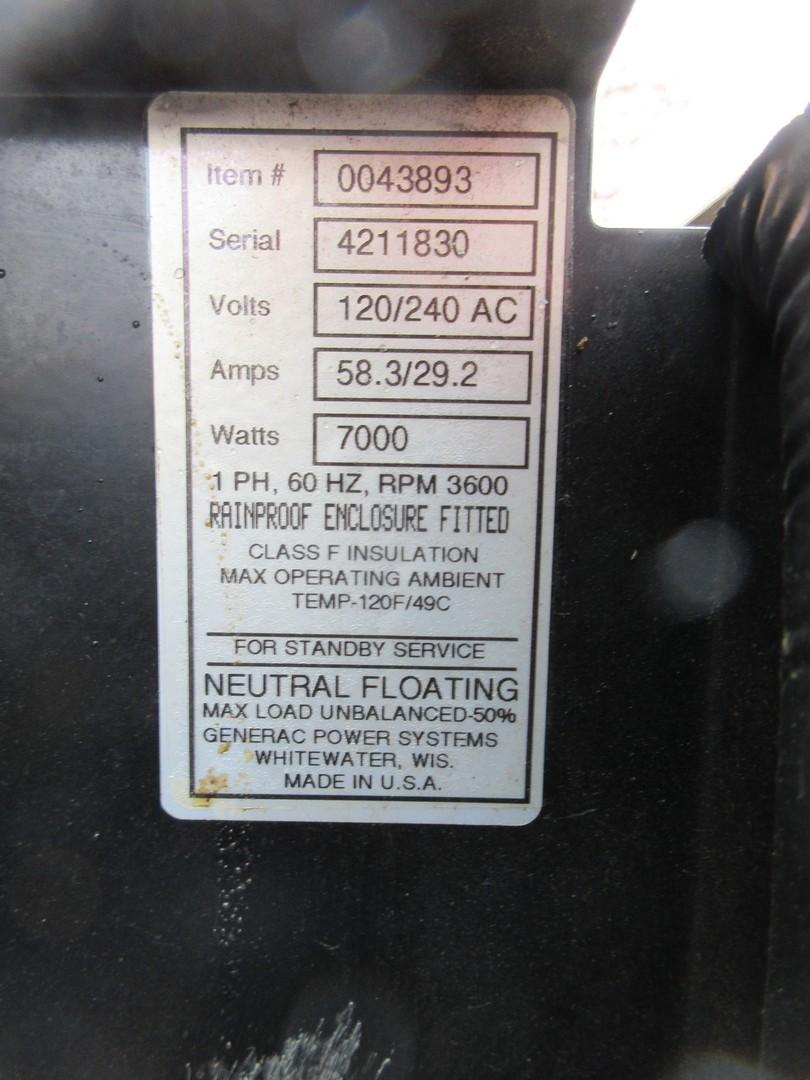 Item # 0043893
Serial 4211830
Volts 120/240 AC
Amps 58.3/29.2
Watts 7000
1 PH, 60 HZ, RPM 3600
RAINPROOF ENCLOSURE FITTED
CLASS F INSULATION
MAX OPERATING AMBIENT
TEMP-120F/49C
FOR STANDBY SERVICE
NEUTRAL FLOATING
MAX LOAD UNBALANCED-50%
GENERAC POWER SYSTEMS
WHITEWATER, WIS.
MADE IN U.S.A.